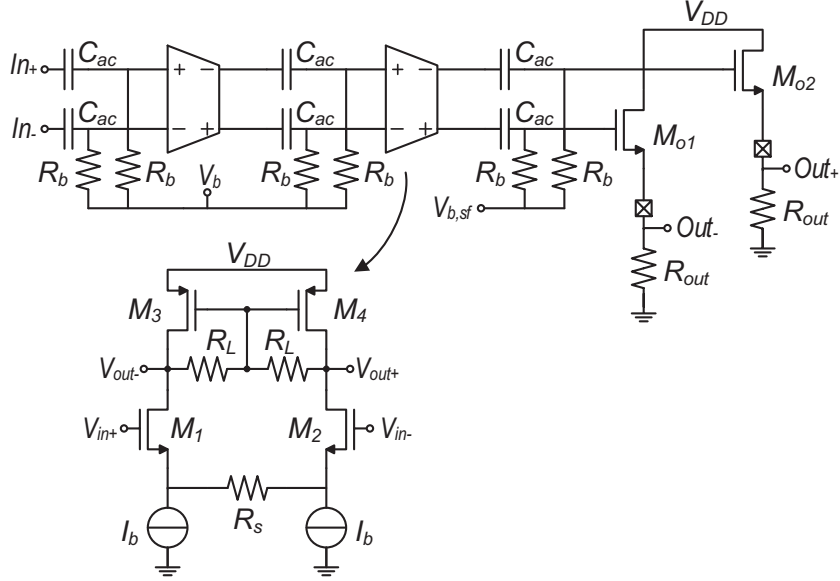 V_DD
In+ C_ac + − C_ac + − C_ac
M_o2
In- C_ac − + C_ac − + C_ac
M_o1
R_b R_b V_b R_b R_b R_b R_b
Out+
V_b,sf
Out-
R_out
R_out
V_DD
M_3 M_4
R_L R_L
V_out- V_out+
V_in+ M_1 M_2 V_in-
R_s
I_b I_b